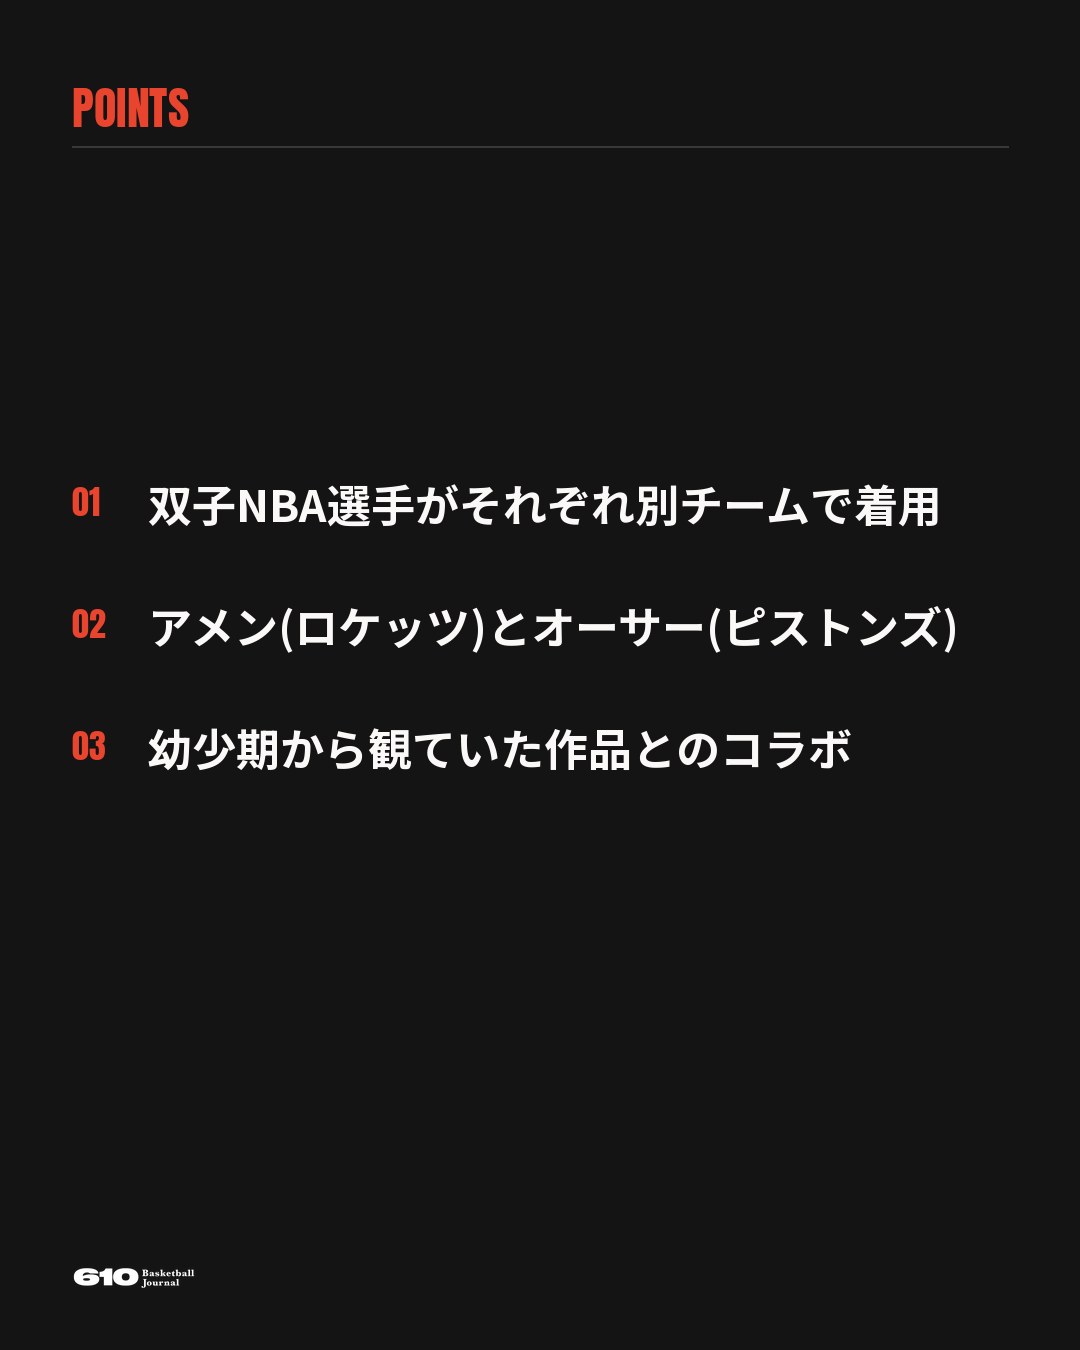 POINTS
01 双子NBA選手がそれぞれ別チームで着用
02 アメン(ロケッツ)とオーサー(ピストンズ)
03 幼少期から観ていた作品とのコラボ
610 Basketball
Journal